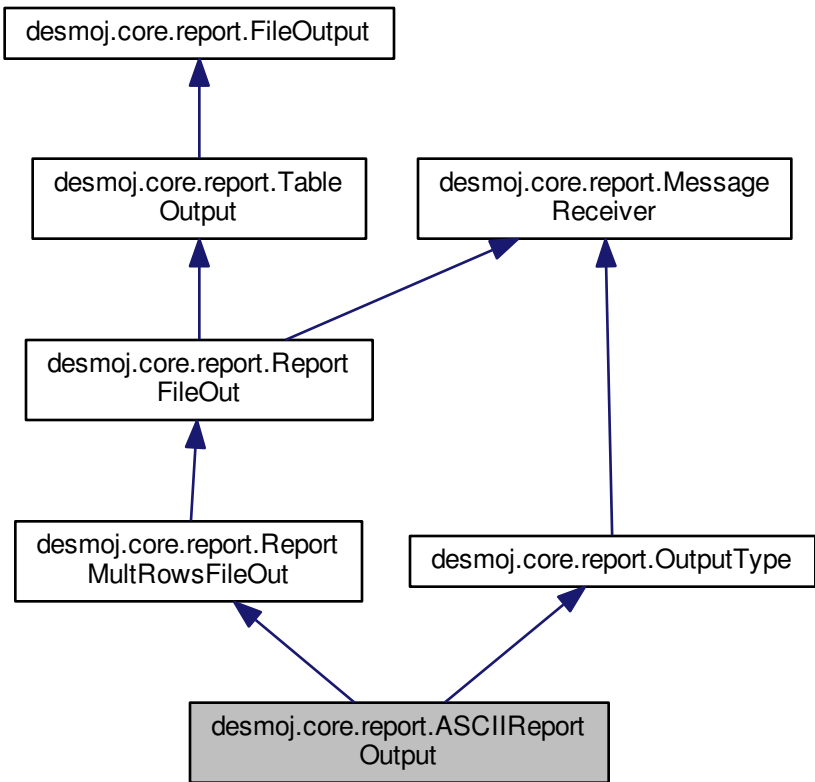 desmoj.core.report.FileOutput
desmoj.core.report.Table
Output
desmoj.core.report.Message
Receiver
desmoj.core.report.Report
FileOut
desmoj.core.report.Report
MultRowsFileOut
desmoj.core.report.OutputType
desmoj.core.report.ASCIIReport
Output